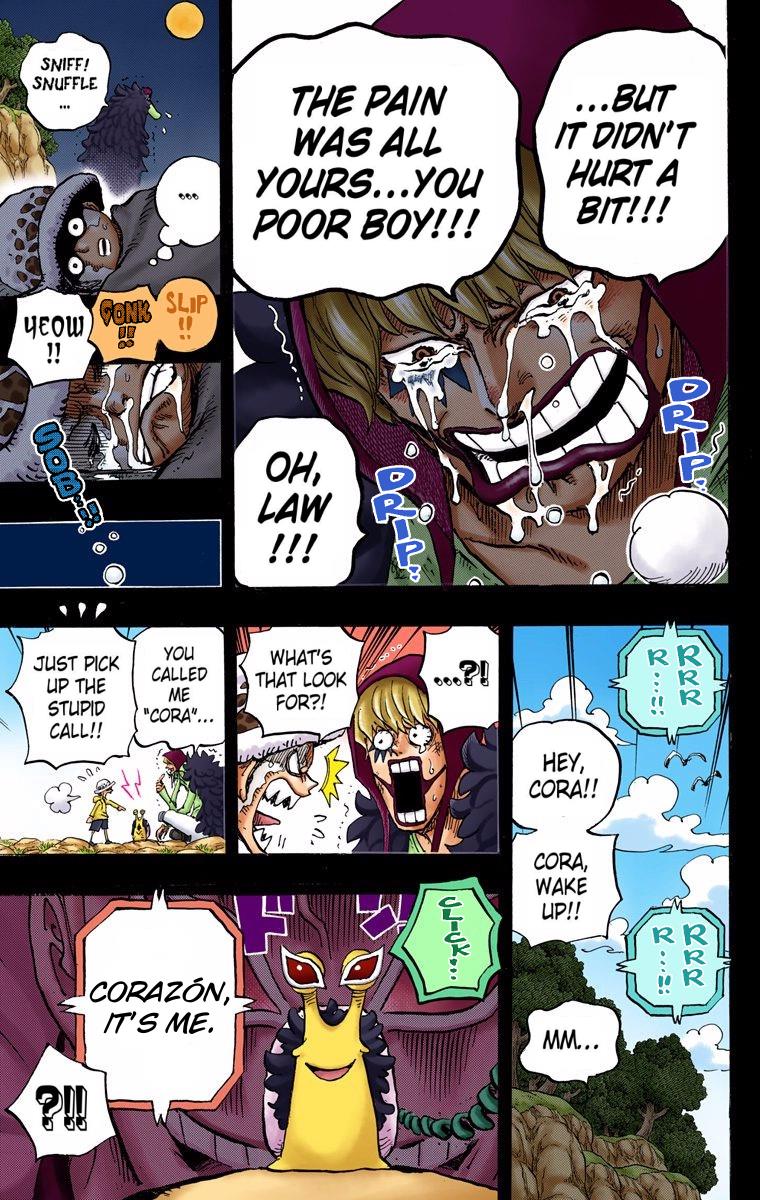 ...BUT
IT DIDN'T
HURT A
BIT!!!
THE PAIN
WAS ALL
YOURS...YOU
POOR BOY!!!
DRIP..
OH,
LAW
!!!
DRIP..
SNIFF!
SNUFFLE
...
...
SLIP
!!
GONK
!!
YEOW
!!
SOB..!!
RRR
R...!!
HEY,
CORA!!
CORA,
WAKE
UP!!
RRR
R...!!
MM...
...?!
WHAT'S
THAT LOOK
FOR?!
YOU
CALLED
ME
"CORA"...
JUST PICK
UP THE
STUPID
CALL!!
CLICK...
ドン
CORAZÓN,
IT'S ME.
?!!